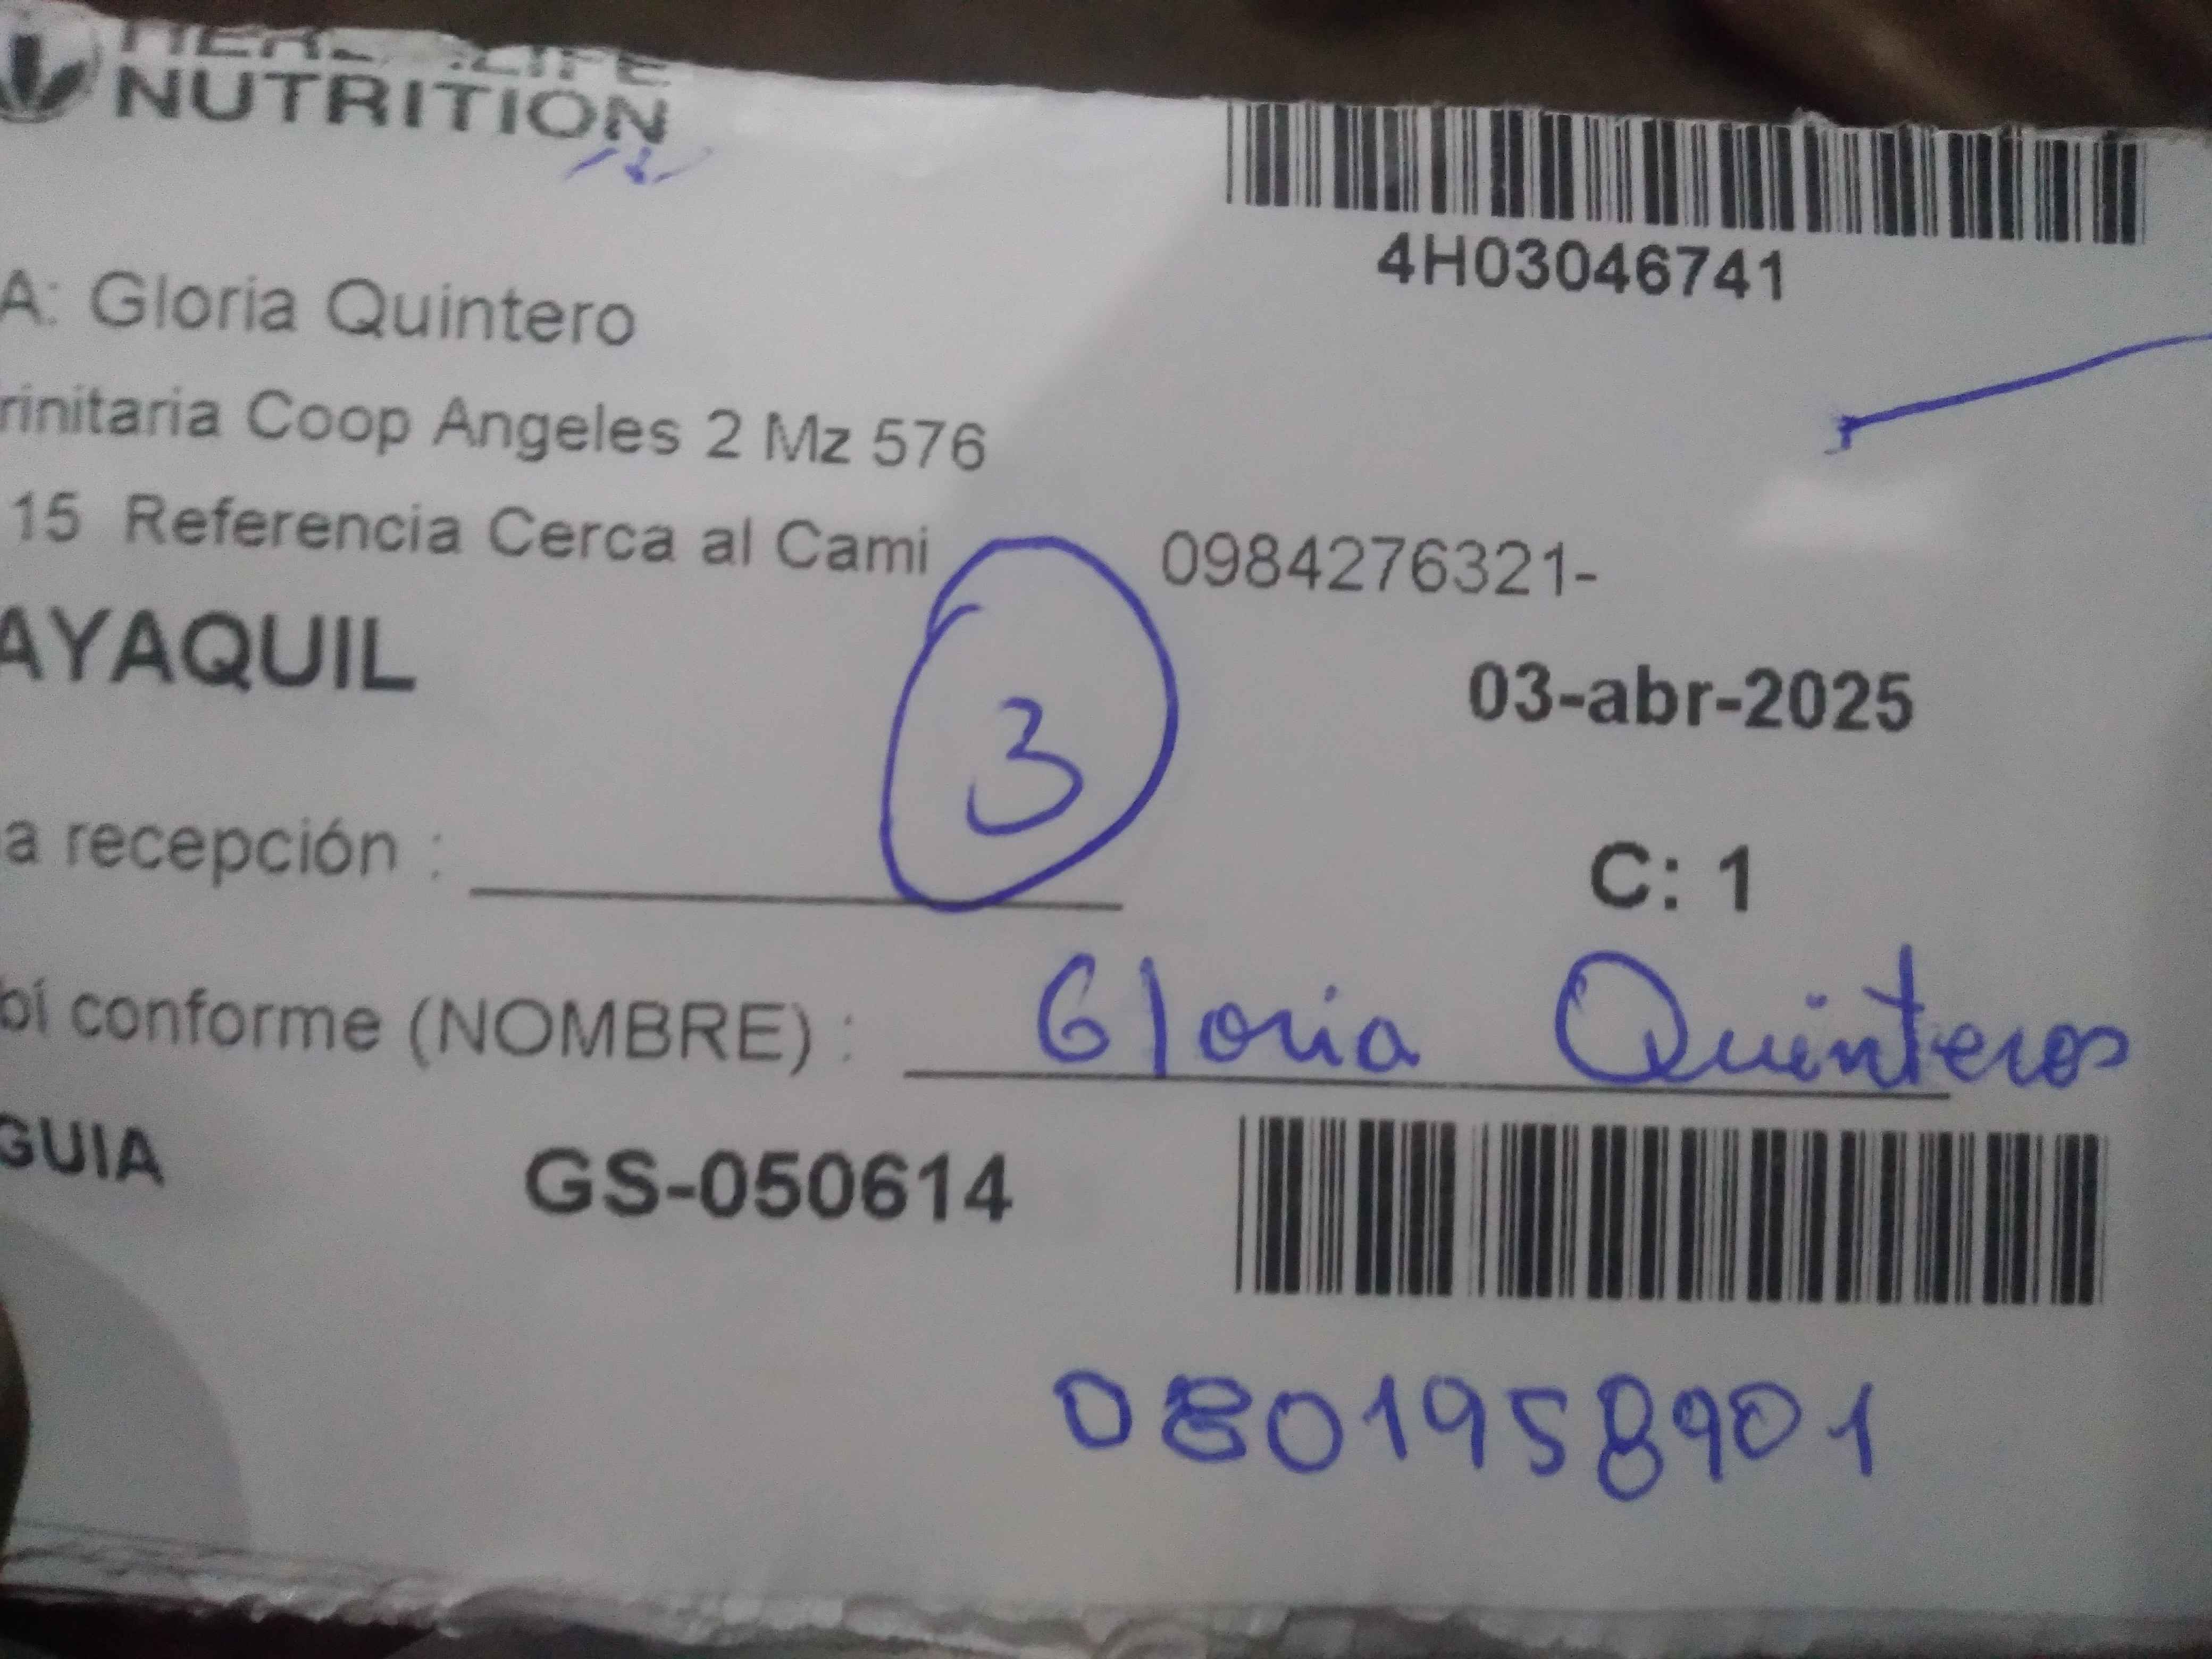 NUTRITION
4H03046741
A: Gloria Quintero
rinitaria Coop Angeles 2 Mz 576
15 Referencia Cerca al Cami 0984276321-
AYAQUIL 03-abr-2025
3
a recepción :
C: 1
bí conforme (NOMBRE) : Gloria Quinteros
GUIA GS-050614
0801958901